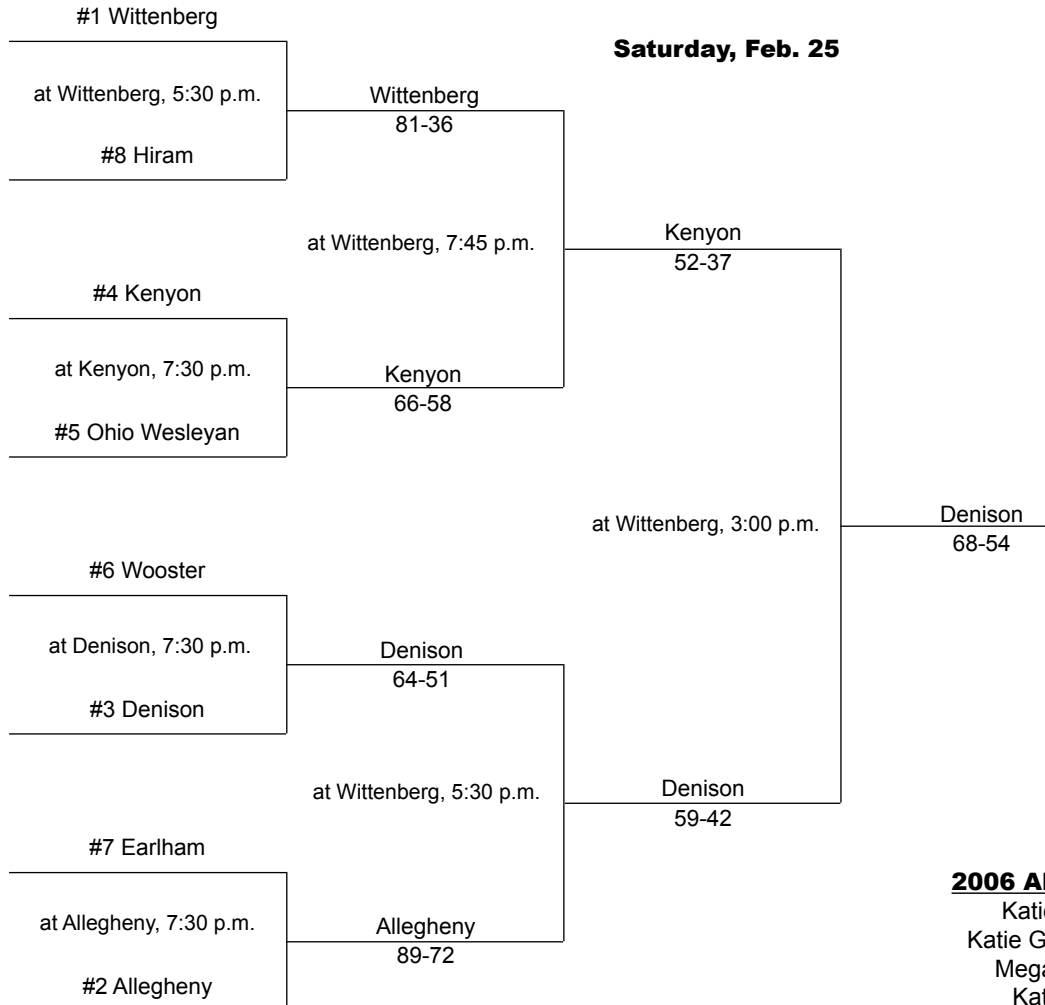 #1 Wittenberg
Saturday, Feb. 25
at Wittenberg, 5:30 p.m.
Wittenberg
81-36
#8 Hiram
at Wittenberg, 7:45 p.m.
Kenyon
52-37
#4 Kenyon
at Kenyon, 7:30 p.m.
Kenyon
66-58
#5 Ohio Wesleyan
at Wittenberg, 3:00 p.m.
Denison
68-54
#6 Wooster
at Denison, 7:30 p.m.
Denison
64-51
#3 Denison
at Wittenberg, 5:30 p.m.
Denison
59-42
#7 Earlham
at Allegheny, 7:30 p.m.
Allegheny
89-72
#2 Allegheny
2006
Katie